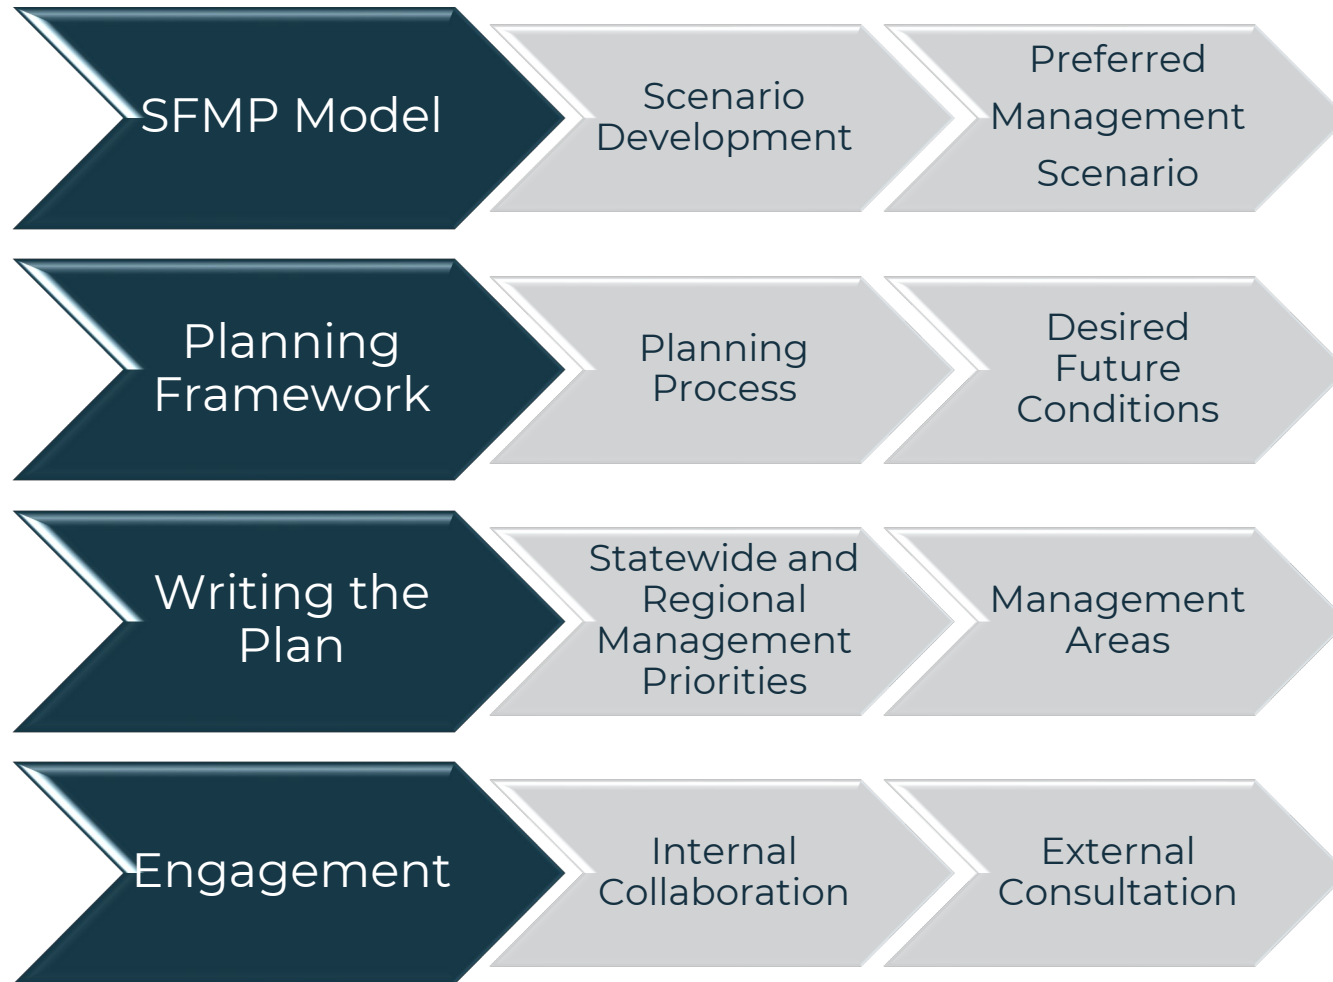 SFMP Model
Scenario
Development
Preferred
Management
Scenario
Planning
Framework
Planning
Process
Desired
Future
Conditions
Writing the
Plan
Statewide and
Regional
Management
Priorities
Management
Areas
Engagement
Internal
Collaboration
External
Consultation